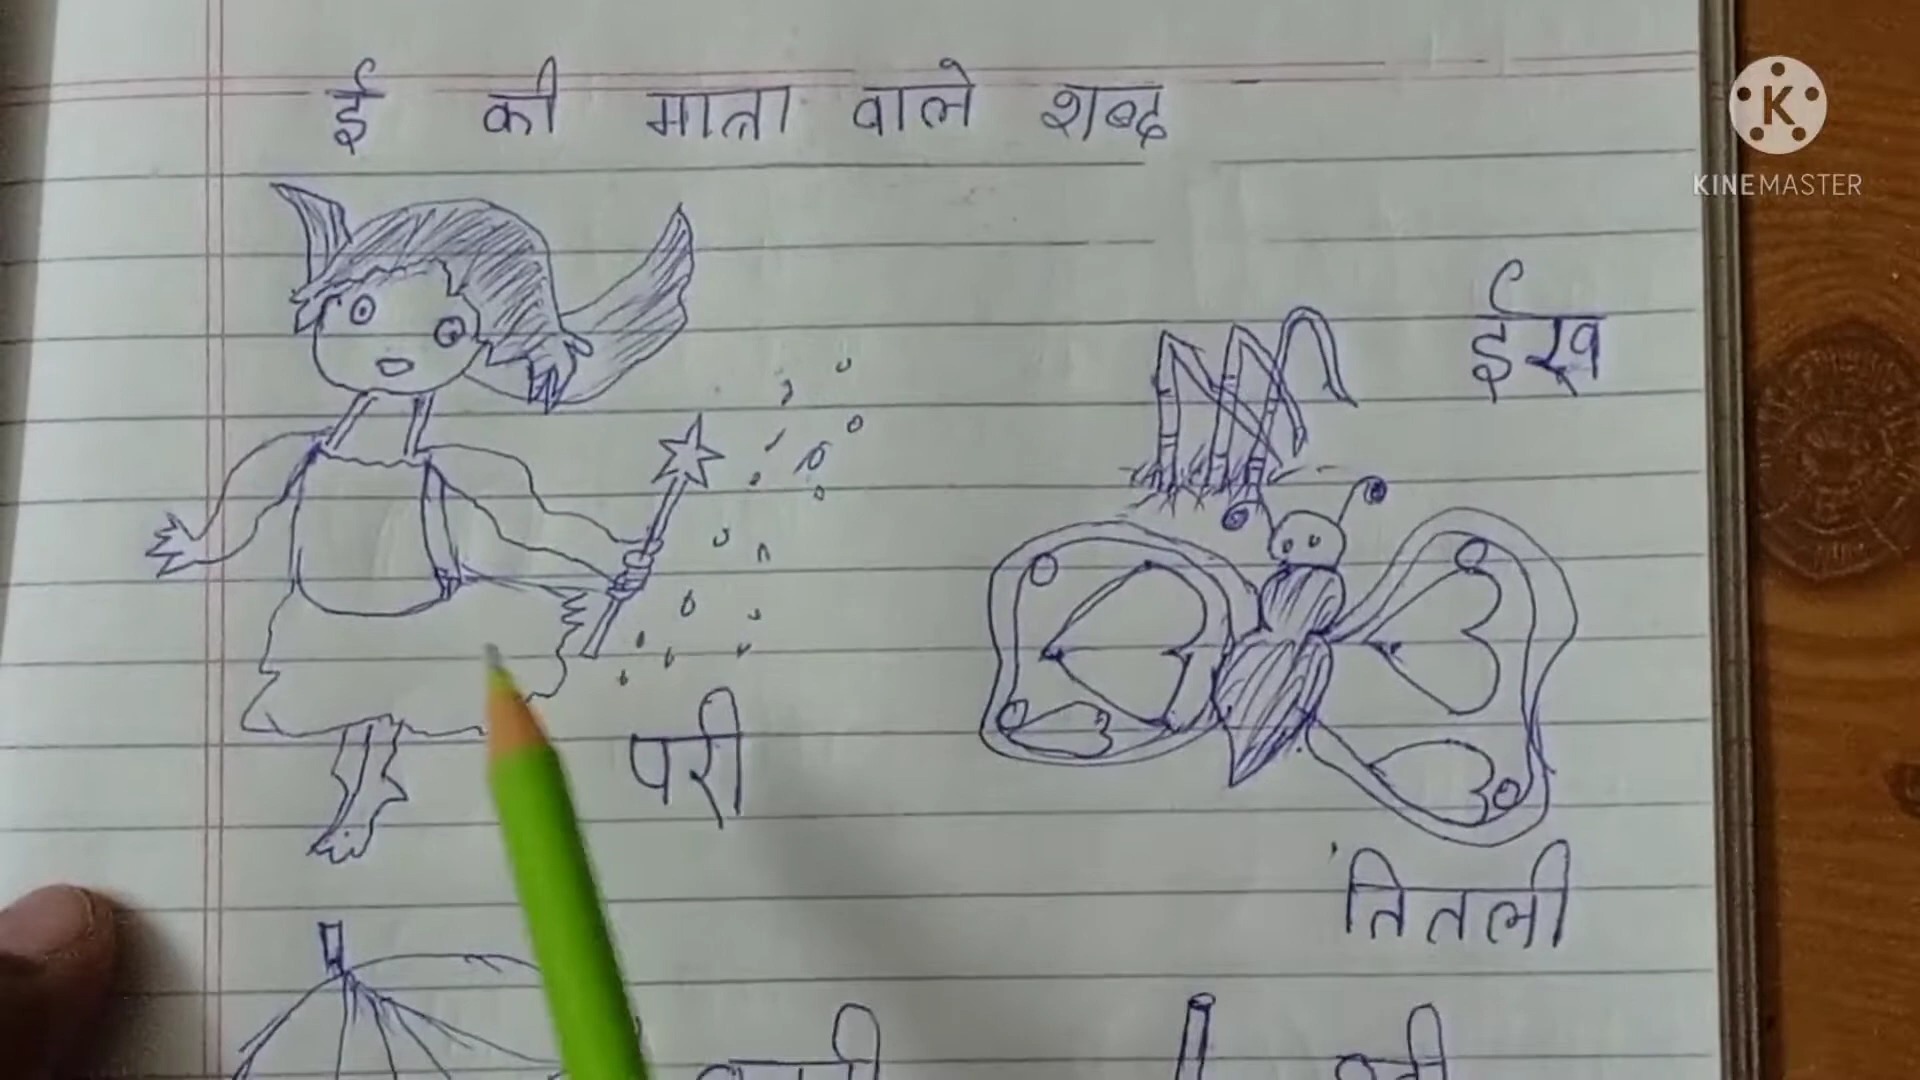 ई की मात्रा वाले शब्द
ईख
परी
तितली
KINEMASTER